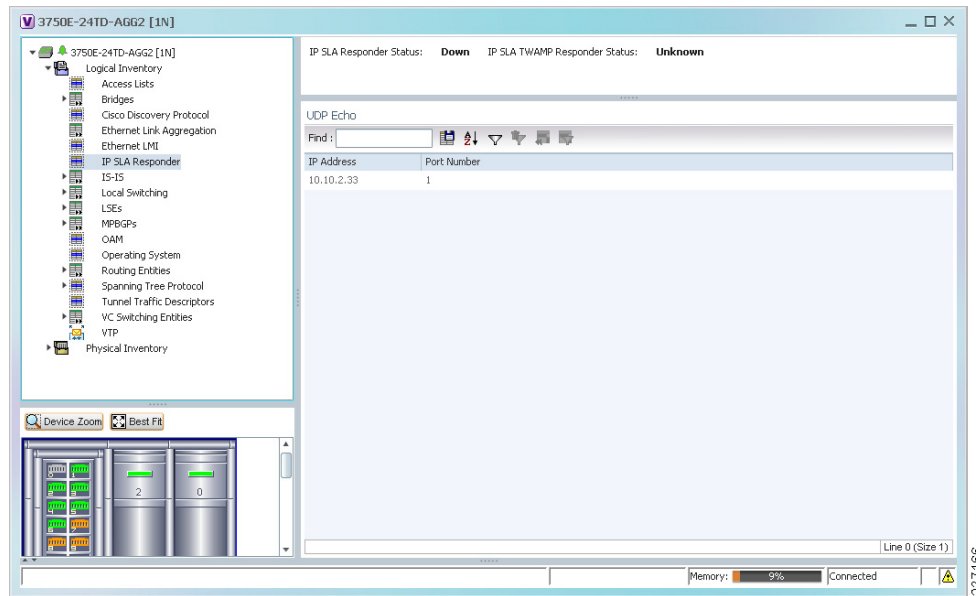 3750E-24TD-AGG2 [1N]
3750E-24TD-AGG2 [1N]
Logical Inventory
Access Lists
Bridges
Cisco Discovery Protocol
Ethernet Link Aggregation
Ethernet LMI
IP SLA Responder
IS-IS
Local Switching
LSEs
MPBGPs
OAM
Operating System
Routing Entities
Spanning Tree Protocol
Tunnel Traffic Descriptors
VC Switching Entities
VTP
Physical Inventory
Device Zoom Best Fit
2 0
IP SLA Responder Status: Down IP SLA TWAMP Responder Status: Unknown
UDP Echo
Find :
IP Address Port Number
10.10.2.33 1
Line 0 (Size 1)
Memory: 9% Connected